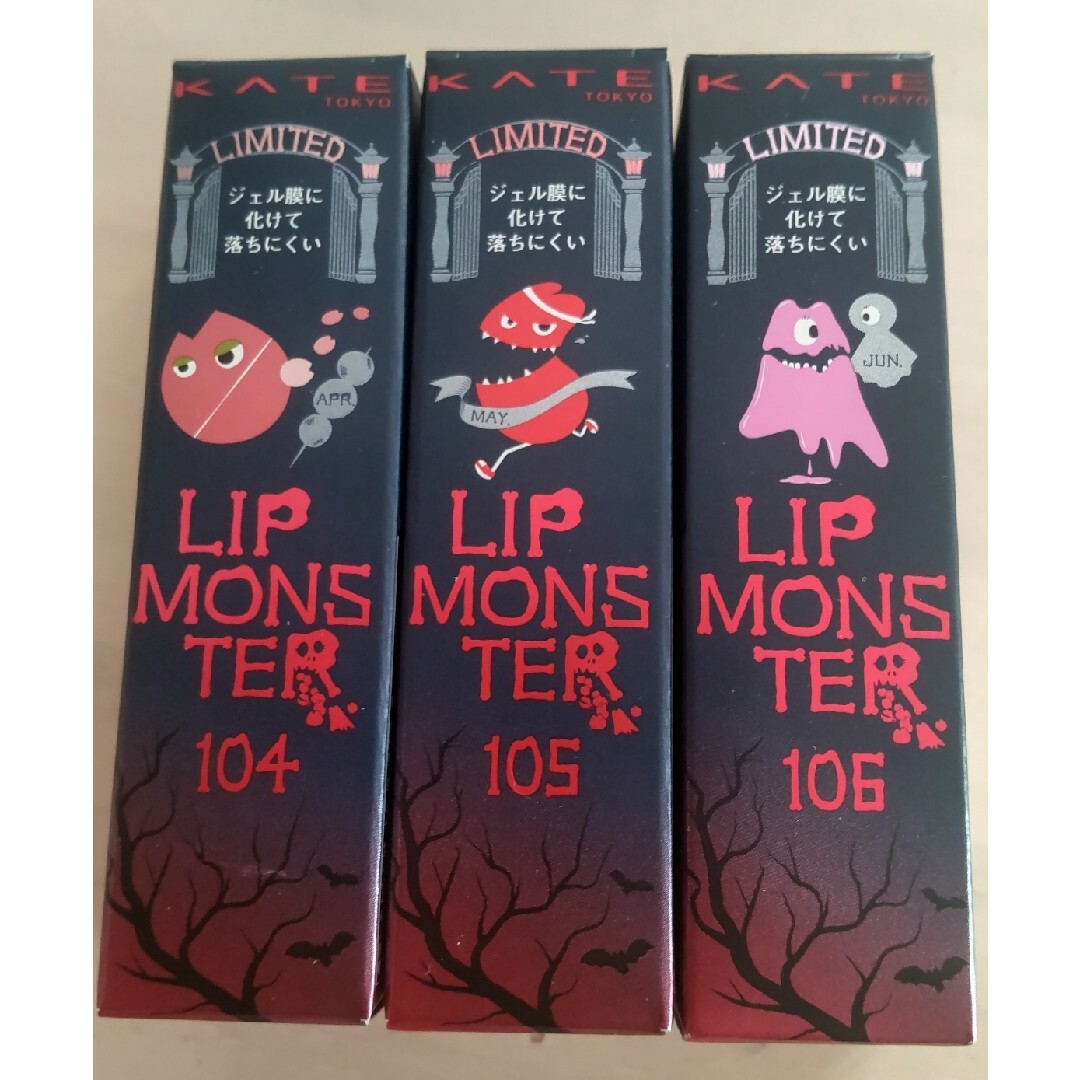 KATE
TOKYO
LIMITED
ジェル膜に
化けて
落ちにくい
APR.
LIP
MONS
TER
104
KATE
TOKYO
LIMITED
ジェル膜に
化けて
落ちにくい
MAY.
LIP
MONS
TER
105
KATE
TOKYO
LIMITED
ジェル膜に
化けて
落ちにくい
JUN.
LIP
MONS
TER
106